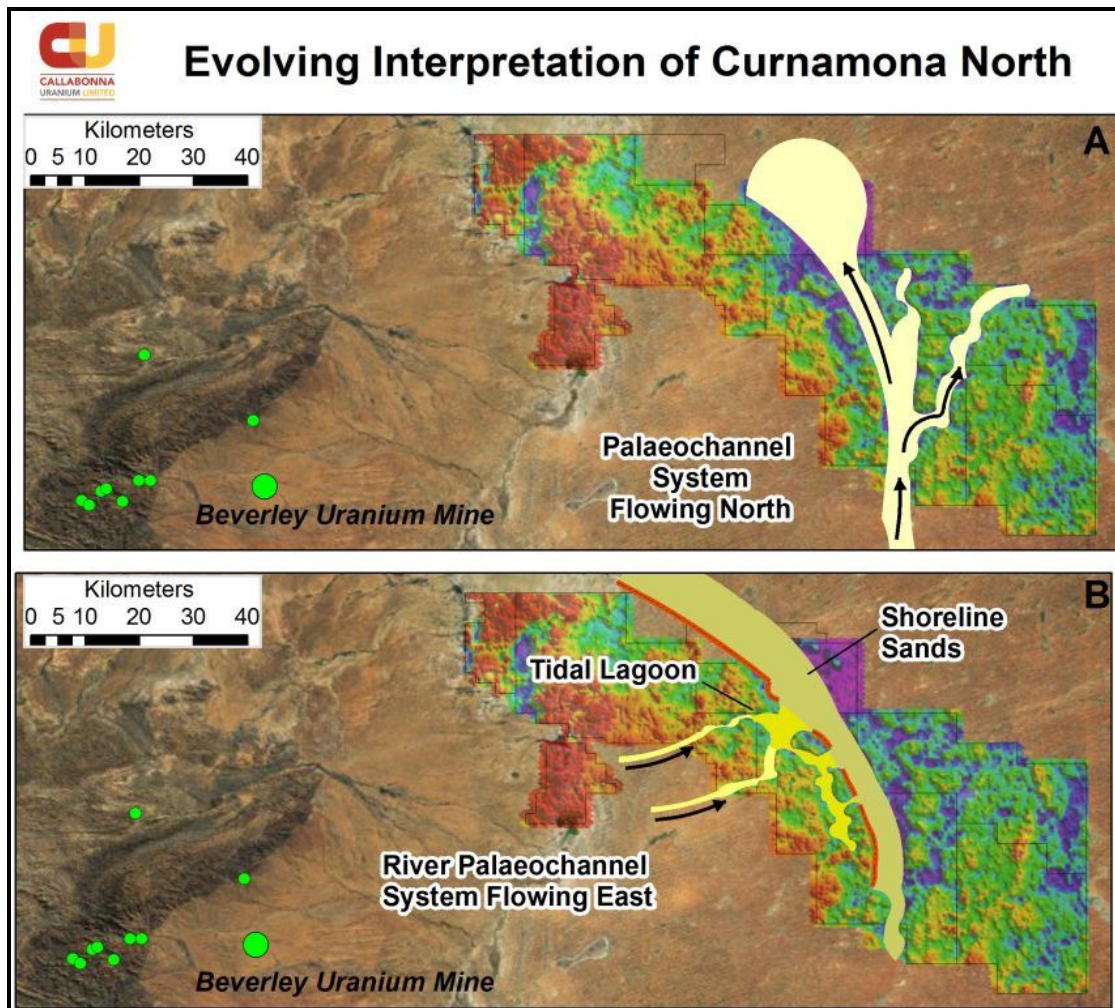 CALLABONNA
URANIUM LIMITED
Evolving Interpretation of Curnamona North
Kilometers
0 5 10 20 30 40
A
Palaeochannel
System
Flowing North
Beverley Uranium Mine
Kilometers
0 5 10 20 30 40
B
Shoreline
Sands
Tidal Lagoon
River Palaeochannel
System Flowing East
Beverley Uranium Mine